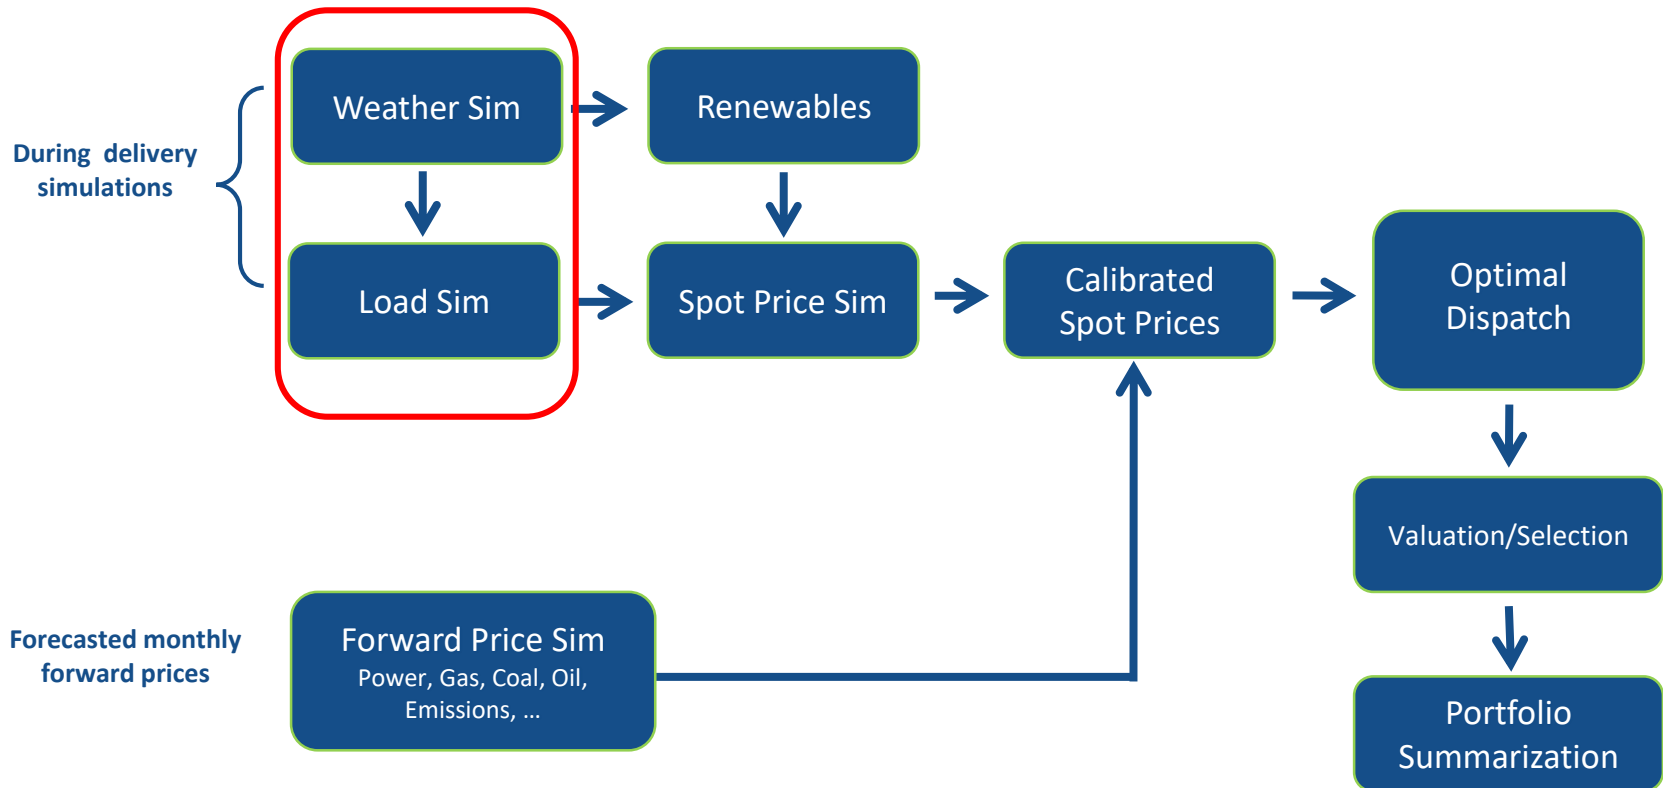 During delivery
simulations
Weather Sim
Renewables
Load Sim
Spot Price Sim
Calibrated
Spot Prices
Optimal
Dispatch
Valuation/Selection
Forecasted monthly
forward prices
Forward Price Sim
Power, Gas, Coal, Oil,
Emissions, ...
Portfolio
Summarization